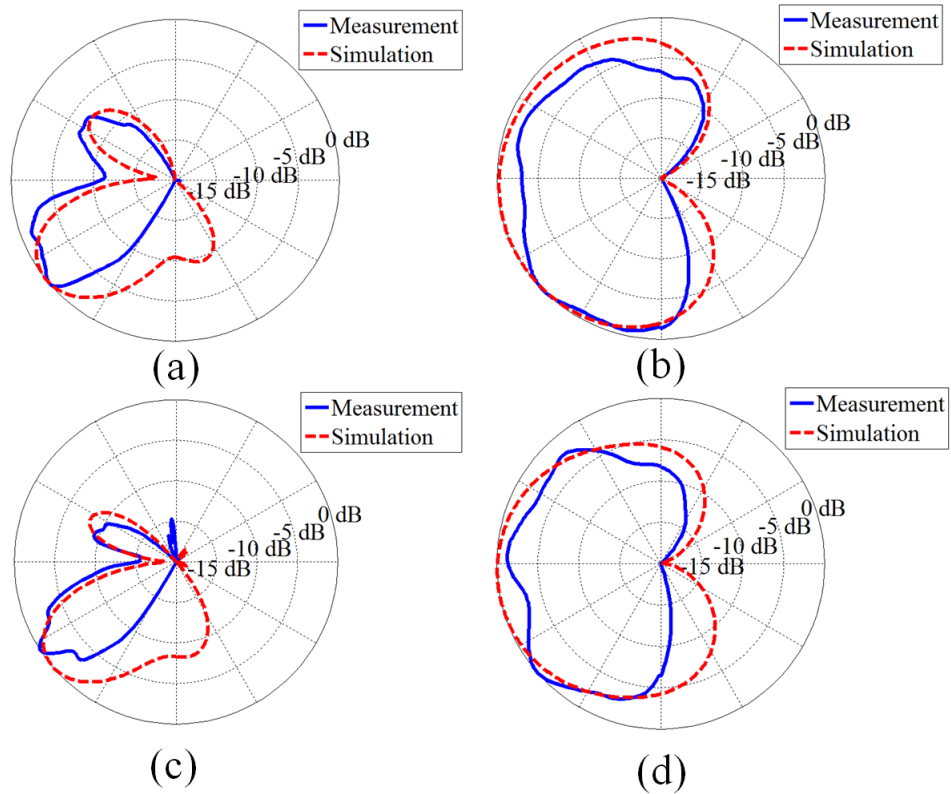 Measurement
Simulation
0 dB
-5 dB
-10 dB
-15 dB
(a)
Measurement
Simulation
0 dB
-5 dB
-10 dB
-15 dB
(b)
Measurement
Simulation
0 dB
-5 dB
-10 dB
-15 dB
(c)
Measurement
Simulation
0 dB
-5 dB
-10 dB
-15 dB
(d)